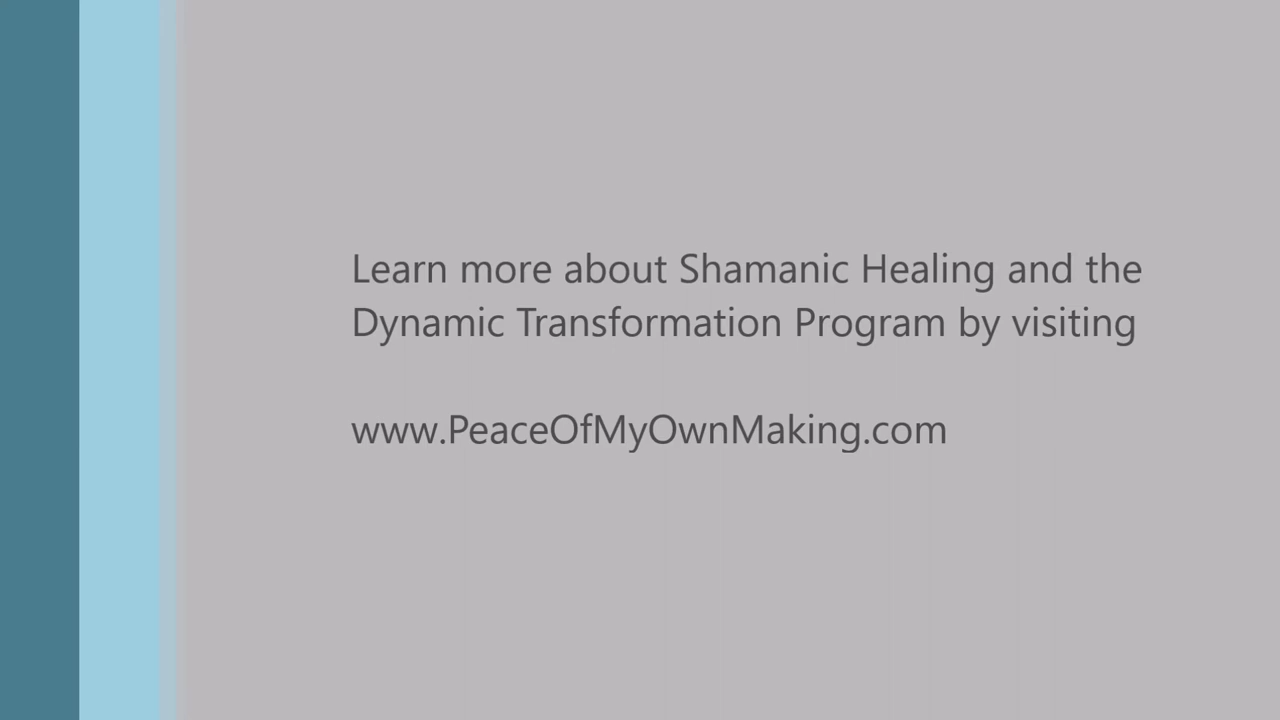 Learn more about Shamanic Healing and the
Dynamic Transformation Program by visiting
www.PeaceOfMyOwnMaking.com